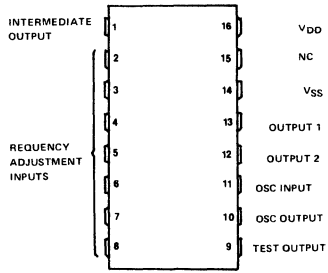 INTERMEDIATE
OUTPUT
1 16 VDD
2 15 NC
3 14 VSS
4 13 OUTPUT 1
REQUENCY
ADJUSTMENT
INPUTS
5 12 OUTPUT 2
6 11 OSC INPUT
7 10 OSC OUTPUT
8 9 TEST OUTPUT